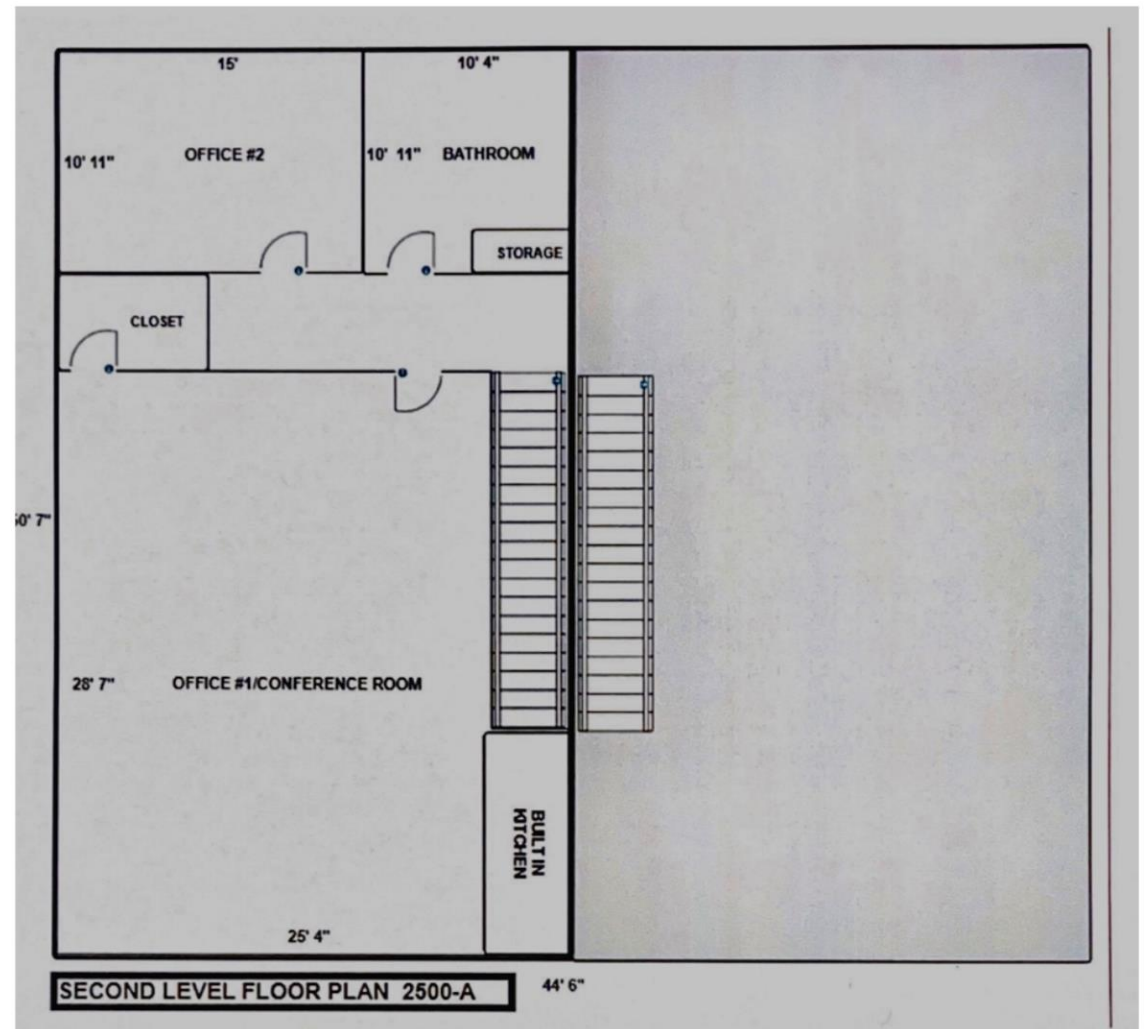 15'
10' 4"
10' 11"
OFFICE #2
10' 11"
BATHROOM
STORAGE
CLOSET
0' 7"
28' 7"
OFFICE #1/CONFERENCE ROOM
BUILT IN
KITCHEN
25' 4"
SECOND LEVEL FLOOR PLAN 2500-A
44' 6"